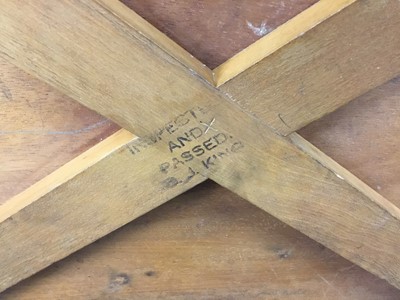 INSPECTED
AND
PASSED.
B. J. KING